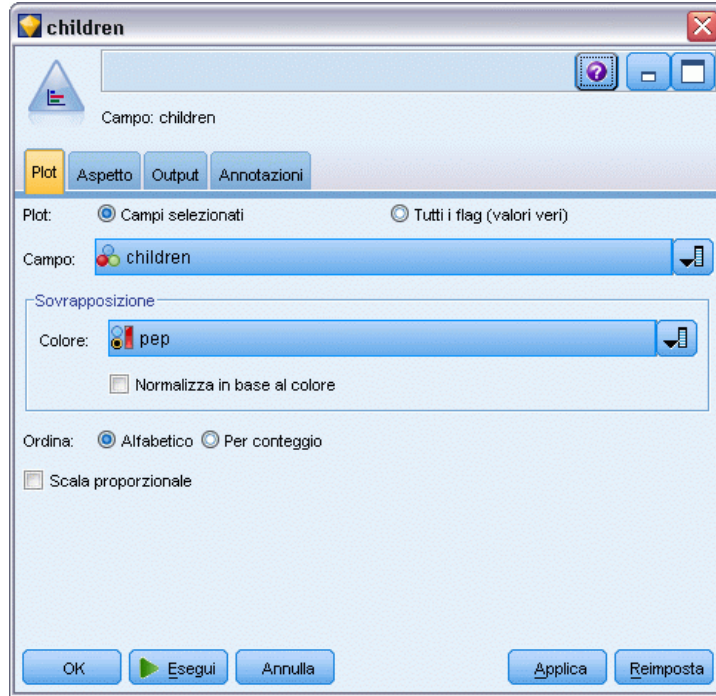 children
Campo: children
Plot Aspetto Output Annotazioni
Plot: Campi selezionati Tutti i flag (valori veri)
Campo: children
Sovrapposizione
Colore: pep
Normalizza in base al colore
Ordina: Alfabetico Per conteggio
Scala proporzionale
OK Esegui Annulla Applica Reimposta